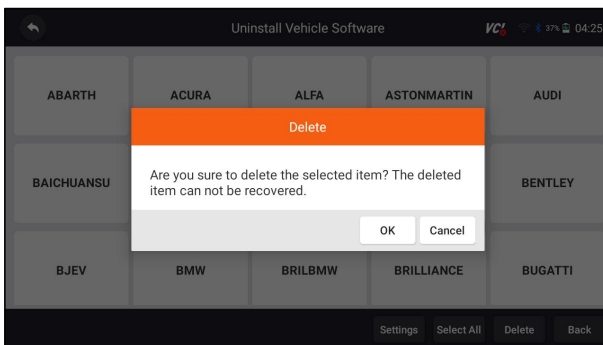 Uninstall Vehicle Software
VCI 37% 04:25
ABARTH ACURA ALFA ASTONMARTIN AUDI
Delete
Are you sure to delete the selected item? The deleted
item can not be recovered.
BAICHUANSU BENTLEY
OK Cancel
BJEV BMW BRILBMW BRILLIANCE BUGATTI
Settings Select All Delete Back